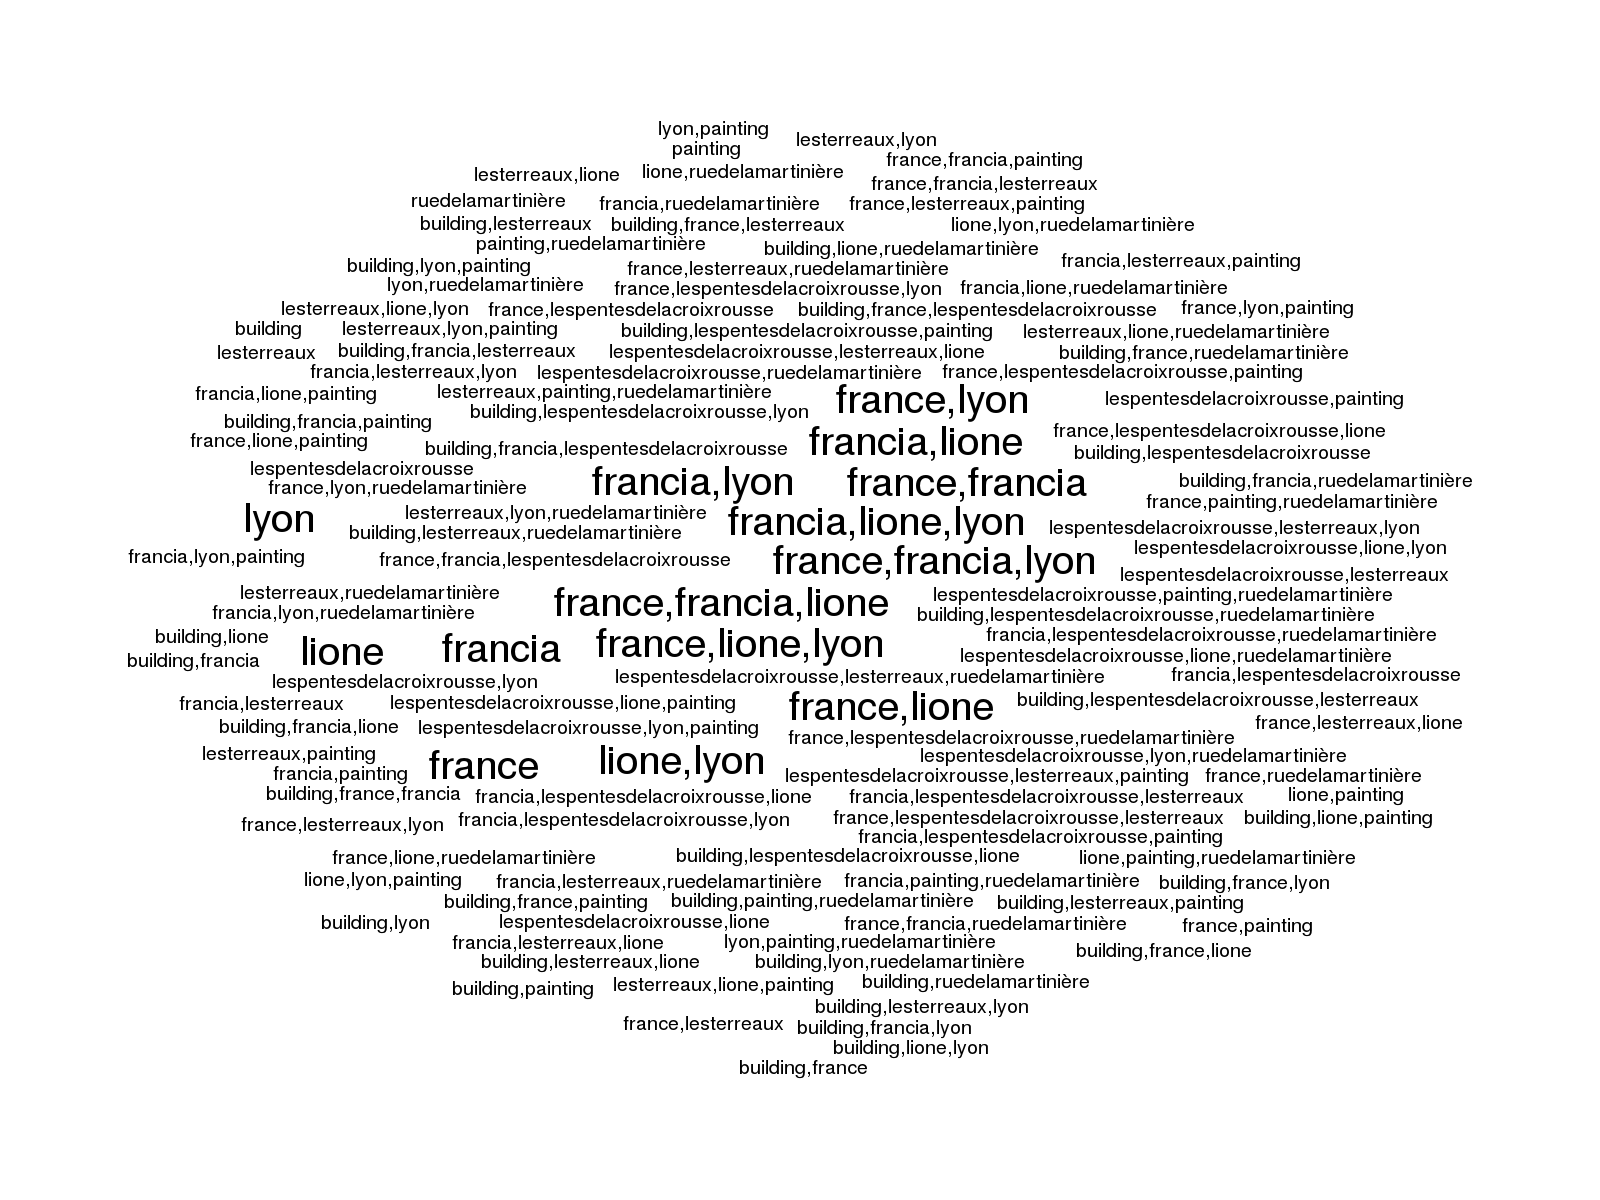 lyon,painting
lesterreaux,lyon
painting
france,francia,painting
lesterreaux,lione
lione,ruedelamartinière
france,francia,lesterreaux
ruedelamartinière
francia,ruedelamartinière
france,lesterreaux,painting
building,lesterreaux
building,france,lesterreaux
lione,lyon,ruedelamartinière
painting,ruedelamartinière
building,lione,ruedelamartinière
building,lyon,painting
france,lesterreaux,ruedelamartinière
francia,lesterreaux,painting
lyon,ruedelamartinière
france,lespentesdelacroixrousse,lyon
francia,lione,ruedelamartinière
lesterreaux,lione,lyon
france,lespentesdelacroixrousse
building,france,lespentesdelacroixrousse
france,lyon,painting
building
lesterreaux,lyon,painting
building,lespentesdelacroixrousse,painting
lesterreaux,lione,ruedelamartinière
lesterreaux
building,francia,lesterreaux
lespentesdelacroixrousse,lesterreaux,lione
building,france,ruedelamartinière
francia,lesterreaux,lyon
lespentesdelacroixrousse,ruedelamartinière
france,lespentesdelacroixrousse,painting
francia,lione,painting
lesterreaux,painting,ruedelamartinière
france,lyon
lespentesdelacroixrousse,painting
building,lespentesdelacroixrousse,lyon
building,francia,painting
france,lione,painting
francia,lione
france,lespentesdelacroixrousse,lione
building,francia,lespentesdelacroixrousse
building,lespentesdelacroixrousse
lespentesdelacroixrousse
france,lyon,ruedelamartinière
francia,lyon
france,francia
building,francia,ruedelamartinière
france,painting,ruedelamartinière
lyon
lesterreaux,lyon,ruedelamartinière
francia,lione,lyon
lespentesdelacroixrousse,lesterreaux,lyon
building,lesterreaux,ruedelamartinière
lespentesdelacroixrousse,lione,lyon
francia,lyon,painting
france,francia,lespentesdelacroixrousse
france,francia,lyon
lespentesdelacroixrousse,lesterreaux
lesterreaux,ruedelamartinière
france,francia,lione
lespentesdelacroixrousse,painting,ruedelamartinière
francia,lyon,ruedelamartinière
building,lespentesdelacroixrousse,ruedelamartinière
building,lione
francia,lespentesdelacroixrousse,ruedelamartinière
lione
francia
france,lione,lyon
building,francia
lespentesdelacroixrousse,lione,ruedelamartinière
lespentesdelacroixrousse,lyon
lespentesdelacroixrousse,lesterreaux,ruedelamartinière
francia,lespentesdelacroixrousse
francia,lesterreaux
lespentesdelacroixrousse,lione,painting
france,lione
building,lespentesdelacroixrousse,lesterreaux
building,francia,lione
lespentesdelacroixrousse,lyon,painting
france,lesterreaux,lione
france,lespentesdelacroixrousse,ruedelamartinière
lesterreaux,painting
france
lione,lyon
lespentesdelacroixrousse,lyon,ruedelamartinière
francia,painting
lespentesdelacroixrousse,lesterreaux,painting
france,ruedelamartinière
building,france,francia
francia,lespentesdelacroixrousse,lione
francia,lespentesdelacroixrousse,lesterreaux
lione,painting
france,lesterreaux,lyon
francia,lespentesdelacroixrousse,lyon
france,lespentesdelacroixrousse,lesterreaux
building,lione,painting
francia,lespentesdelacroixrousse,painting
france,lione,ruedelamartinière
building,lespentesdelacroixrousse,lione
lione,painting,ruedelamartinière
lione,lyon,painting
francia,lesterreaux,ruedelamartinière
francia,painting,ruedelamartinière
building,france,lyon
building,france,painting
building,painting,ruedelamartinière
building,lesterreaux,painting
building,lyon
lespentesdelacroixrousse,lione
france,francia,ruedelamartinière
france,painting
francia,lesterreaux,lione
lyon,painting,ruedelamartinière
building,france,lione
building,lesterreaux,lione
building,lyon,ruedelamartinière
building,painting
lesterreaux,lione,painting
building,ruedelamartinière
building,lesterreaux,lyon
france,lesterreaux
building,francia,lyon
building,lione,lyon
building,france